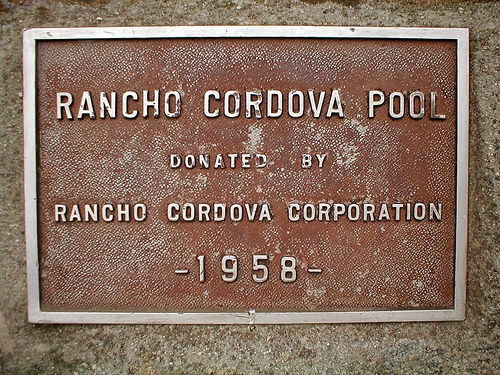 RANCHO CORDOVA POOL
DONATED BY
RANCHO CORDOVA CORPORATION
-1958-